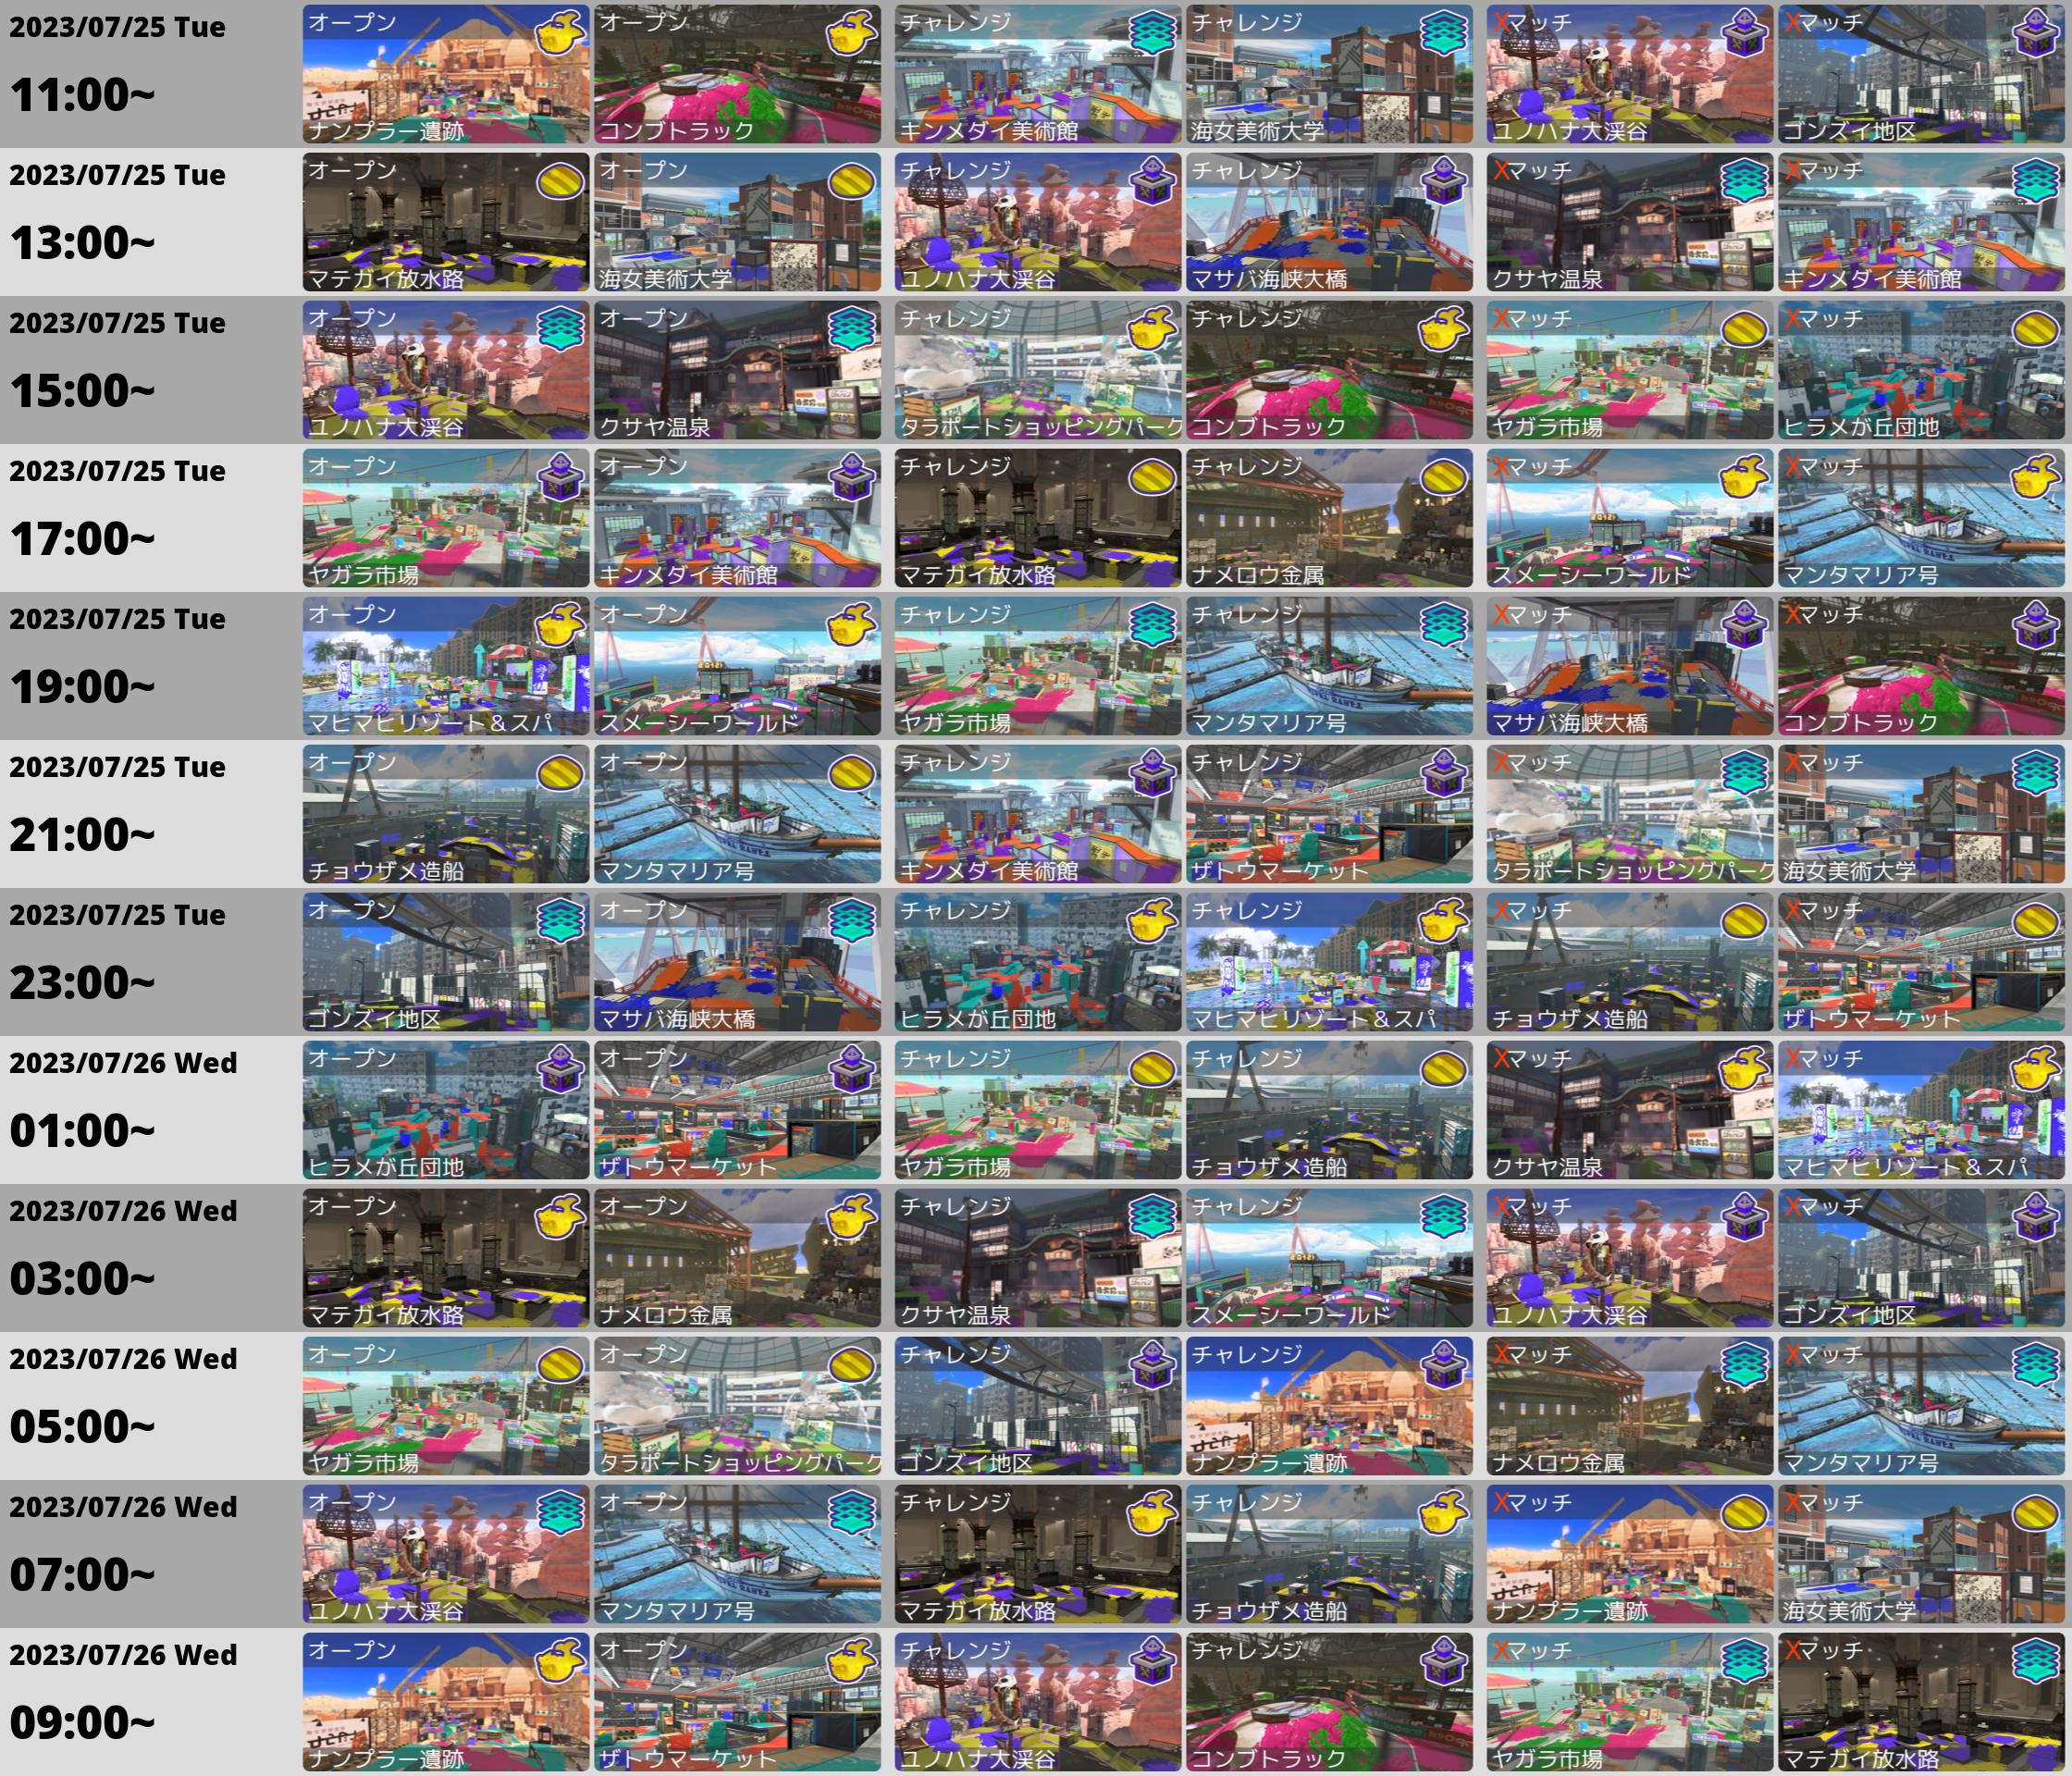 2023/07/25 Tue
11:00~
オープン
ナンプラー遺跡
オープン
コンブトラック
チャレンジ
キンメダイ美術館
チャレンジ
海女美術大学
Xマッチ
ユノハナ大渓谷
Xマッチ
ゴンズイ地区
2023/07/25 Tue
13:00~
オープン
マテガイ放水路
オープン
海女美術大学
チャレンジ
ユノハナ大渓谷
チャレンジ
マサバ海峡大橋
Xマッチ
クサヤ温泉
Xマッチ
キンメダイ美術館
2023/07/25 Tue
15:00~
オープン
ユノハナ大渓谷
オープン
クサヤ温泉
チャレンジ
タラポートショッピングパーク
チャレンジ
コンブトラック
Xマッチ
ヤガラ市場
Xマッチ
ヒラメが丘団地
2023/07/25 Tue
17:00~
オープン
ヤガラ市場
オープン
キンメダイ美術館
チャレンジ
マテガイ放水路
チャレンジ
ナメロウ金属
Xマッチ
スメーシーワールド
Xマッチ
マンタマリア号
2023/07/25 Tue
19:00~
オープン
マヒマヒリゾート＆スパ
オープン
スメーシーワールド
チャレンジ
ヤガラ市場
チャレンジ
マンタマリア号
Xマッチ
マサバ海峡大橋
Xマッチ
コンブトラック
2023/07/25 Tue
21:00~
オープン
チョウザメ造船
オープン
マンタマリア号
チャレンジ
キンメダイ美術館
チャレンジ
ザトウマーケット
Xマッチ
タラポートショッピングパーク
Xマッチ
海女美術大学
2023/07/25 Tue
23:00~
オープン
ゴンズイ地区
オープン
マサバ海峡大橋
チャレンジ
ヒラメが丘団地
チャレンジ
マヒマヒリゾート＆スパ
Xマッチ
チョウザメ造船
Xマッチ
ザトウマーケット
2023/07/26 Wed
01:00~
オープン
ヒラメが丘団地
オープン
ザトウマーケット
チャレンジ
ヤガラ市場
チャレンジ
チョウザメ造船
Xマッチ
クサヤ温泉
Xマッチ
マヒマヒリゾート＆スパ
2023/07/26 Wed
03:00~
オープン
マテガイ放水路
オープン
ナメロウ金属
チャレンジ
クサヤ温泉
チャレンジ
スメーシーワールド
Xマッチ
ユノハナ大渓谷
Xマッチ
ゴンズイ地区
2023/07/26 Wed
05:00~
オープン
ヤガラ市場
オープン
タラポートショッピングパーク
チャレンジ
ゴンズイ地区
チャレンジ
ナンプラー遺跡
Xマッチ
ナメロウ金属
Xマッチ
マンタマリア号
2023/07/26 Wed
07:00~
オープン
ユノハナ大渓谷
オープン
マンタマリア号
チャレンジ
マテガイ放水路
チャレンジ
チョウザメ造船
Xマッチ
ナンプラー遺跡
Xマッチ
海女美術大学
2023/07/26 Wed
09:00~
オープン
ナンプラー遺跡
オープン
ザトウマーケット
チャレンジ
ユノハナ大渓谷
チャレンジ
コンブトラック
Xマッチ
ヤガラ市場
Xマッチ
マテガイ放水路